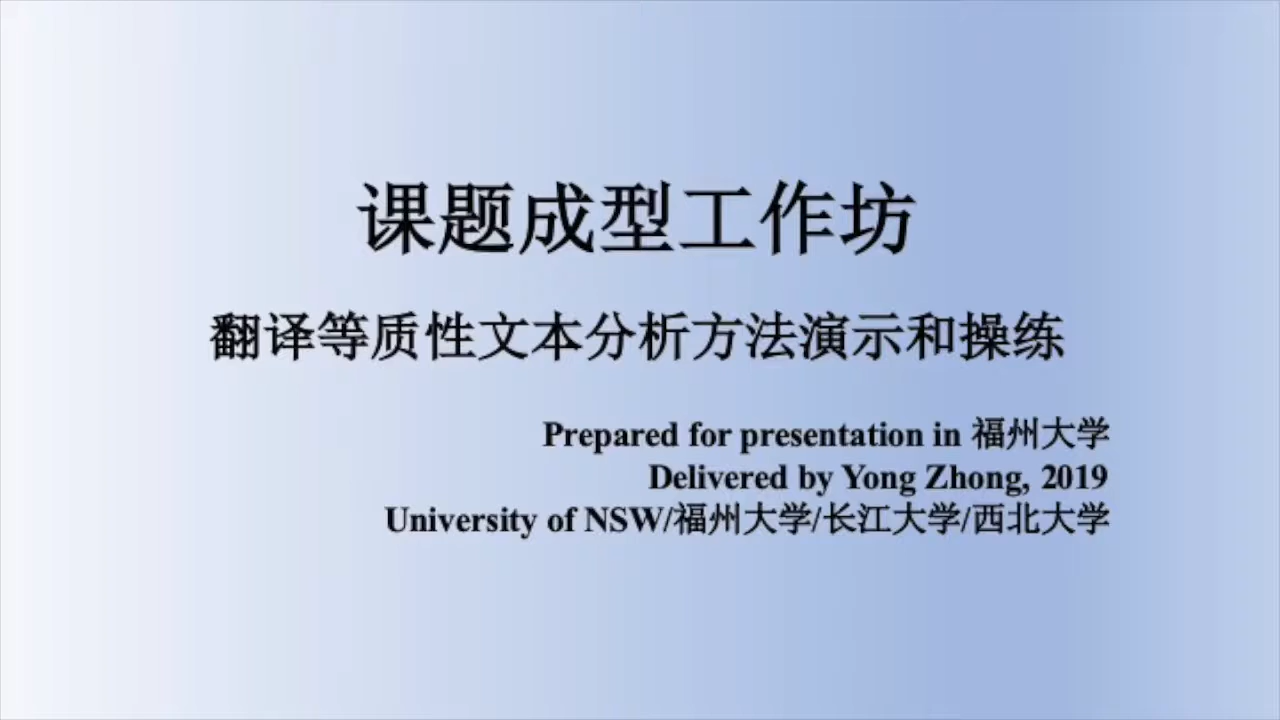 课题成型工作坊
翻译等质性文本分析方法演示和操练
Prepared for presentation in 福州大学
Delivered by Yong Zhong, 2019
University of NSW/福州大学/长江大学/西北大学